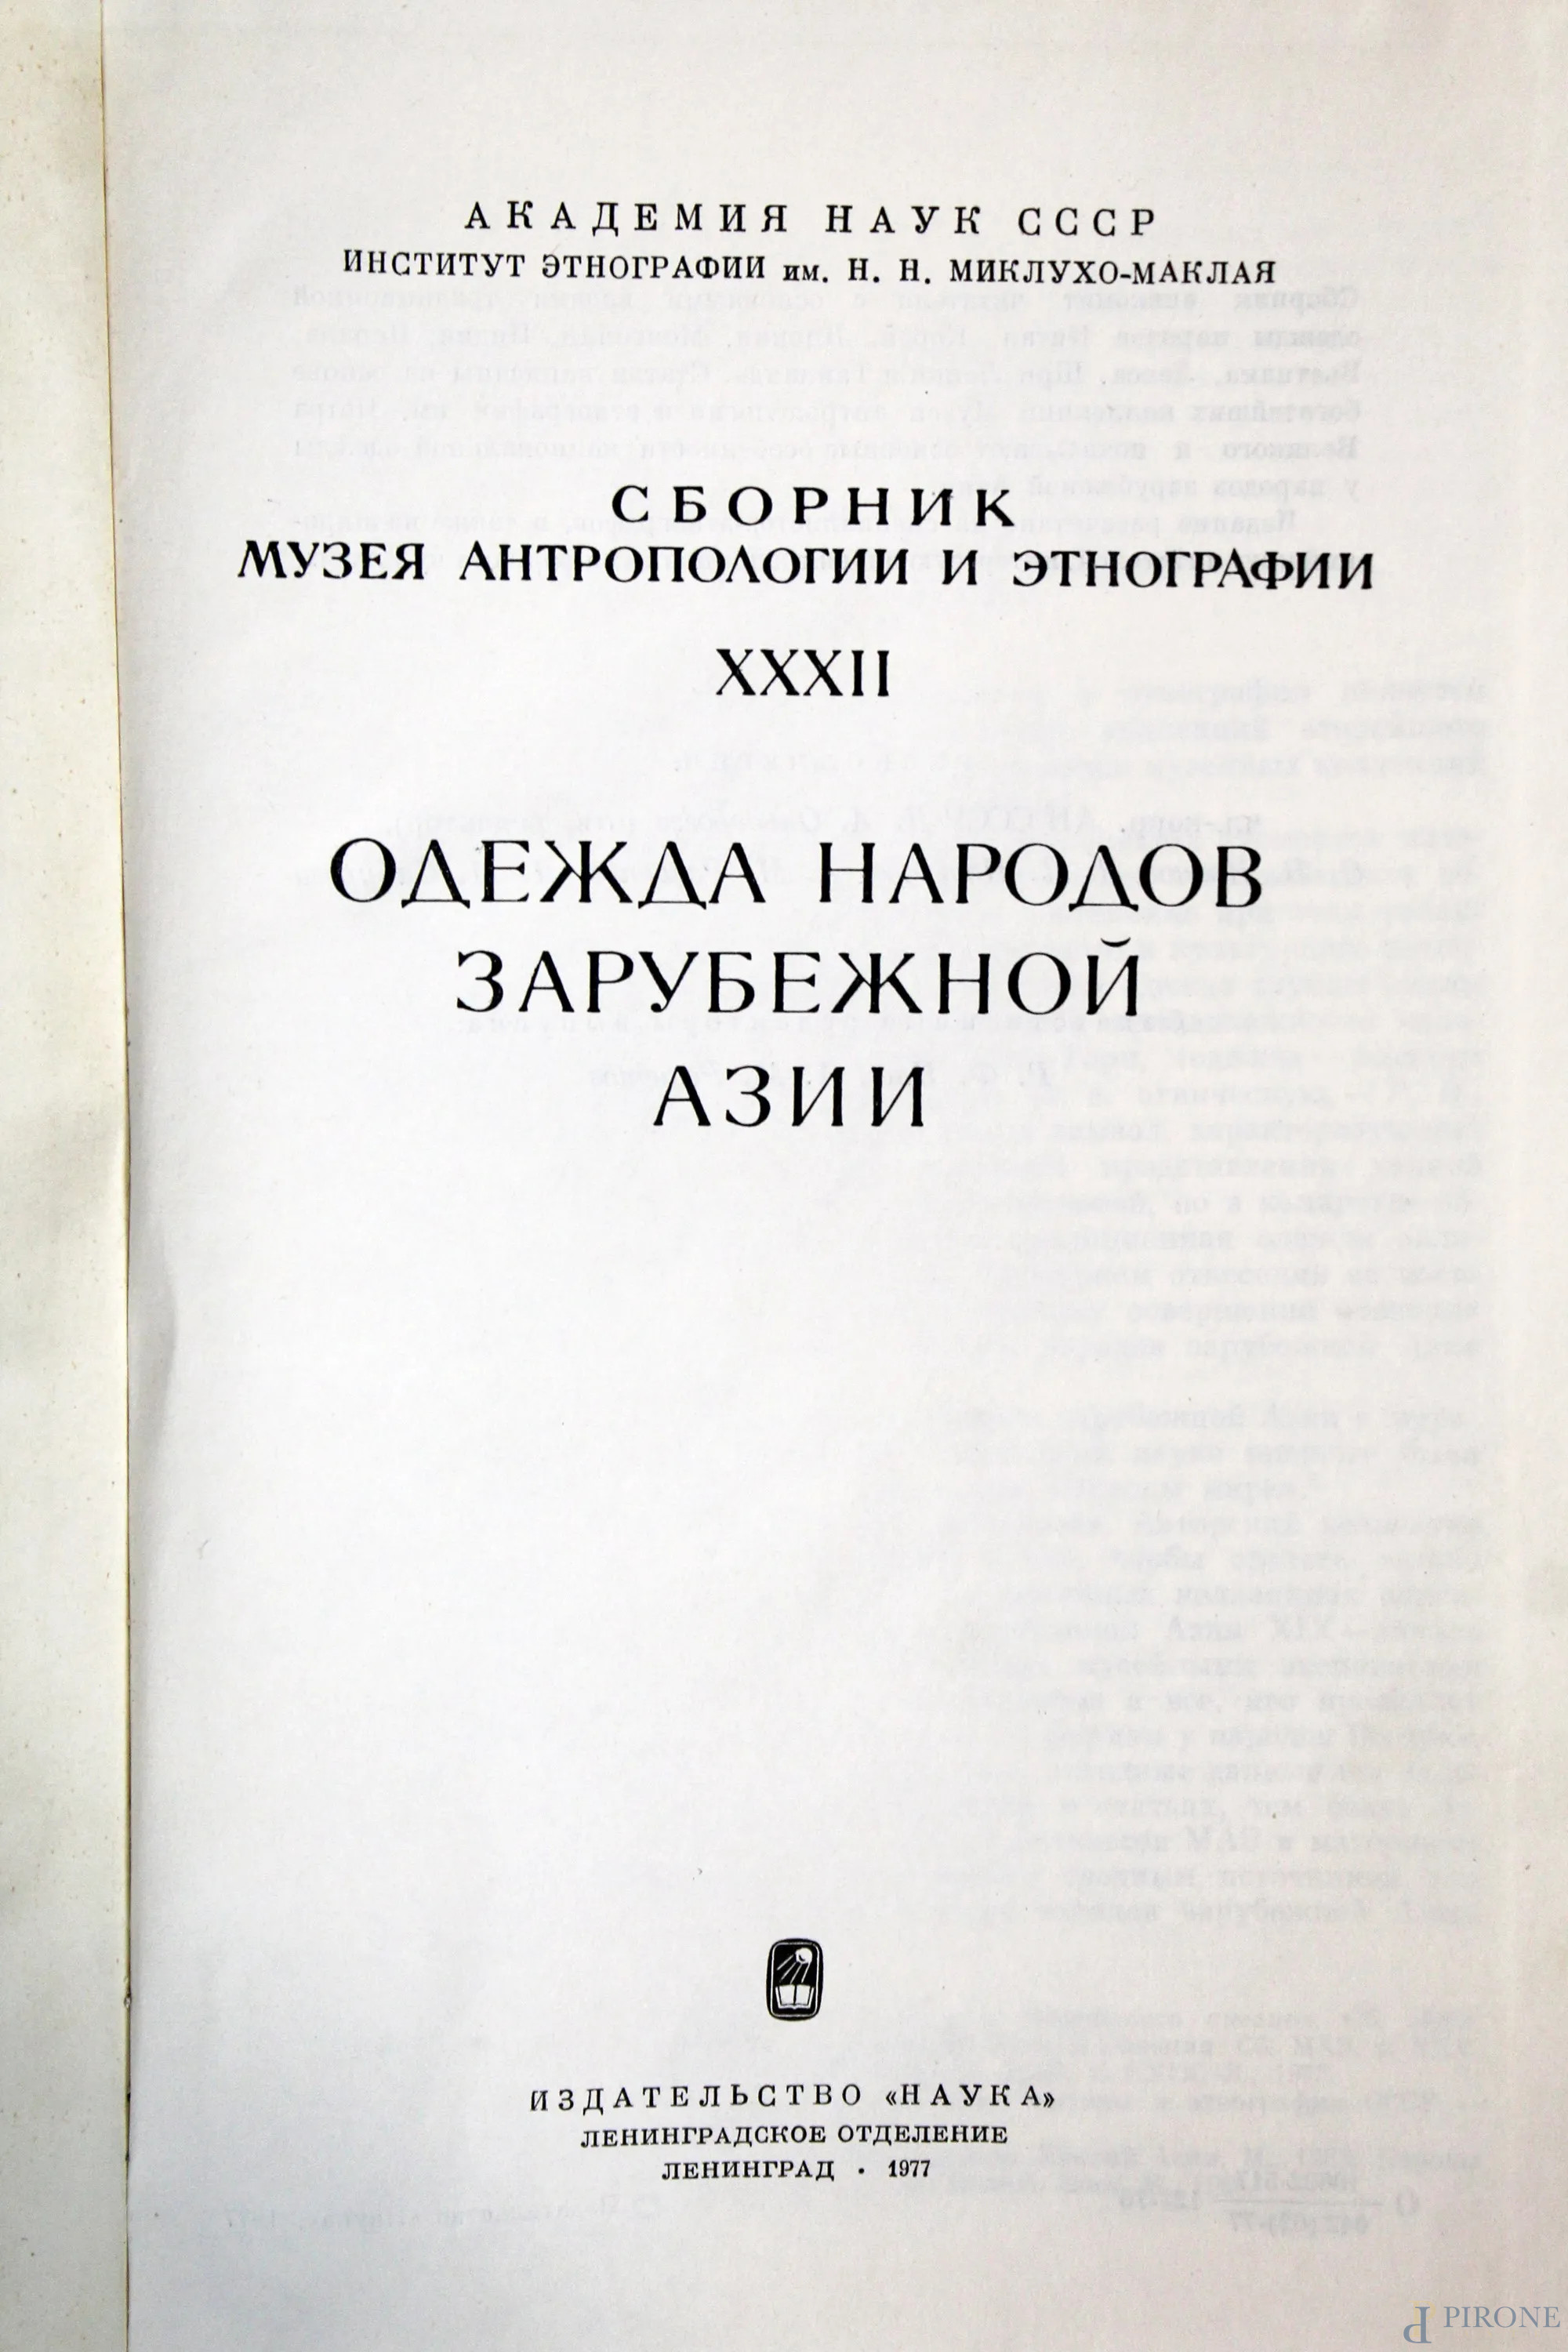 АКАДЕМИЯ НАУК СССР
ИНСТИТУТ ЭТНОГРАФИИ им. Н. Н. МИКЛУХО-МАКЛАЯ
СБОРНИК
МУЗЕЯ АНТРОПОЛОГИИ И ЭТНОГРАФИИ
XXXII
ОДЕЖДА НАРОДОВ
ЗАРУБЕЖНОЙ
АЗИИ
ИЗДАТЕЛЬСТВО «НАУКА»
ЛЕНИНГРАДСКОЕ ОТДЕЛЕНИЕ
ЛЕНИНГРАД · 1977
PIRONE